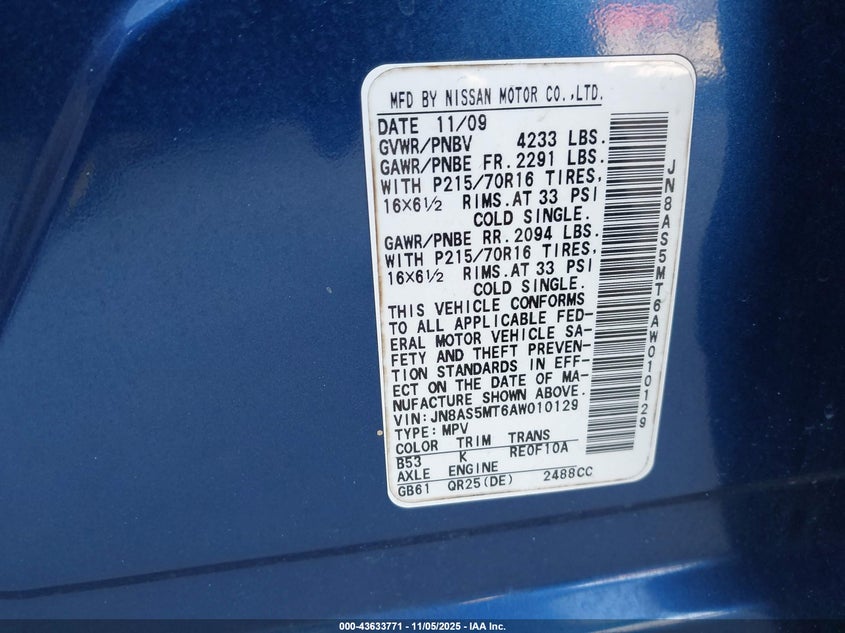 MFD BY NISSAN MOTOR CO.,LTD.
DATE 11/09
GVWR/PNBV 4233 LBS.
GAWR/PNBE FR.2291 LBS.
WITH P215/70R16 TIRES,
16×6½ RIMS.AT 33 PSI
COLD SINGLE.
GAWR/PNBE RR.2094 LBS.
WITH P215/70R16 TIRES,
16×6½ RIMS.AT 33 PSI
COLD SINGLE.
THIS VEHICLE CONFORMS
TO ALL APPLICABLE FED-
ERAL MOTOR VEHICLE SA-
FETY AND THEFT PREVEN-
TION STANDARDS IN EFF-
ECT ON THE DATE OF MA-
NUFACTURE SHOWN ABOVE.
VIN:JN8AS5MT6AW010129
TYPE:MPV
COLOR TRIM TRANS
B53 K RE0F10A
AXLE ENGINE
GB61 QR25(DE) 2488CC
JN8AS5MT6AW010129
000-43633771 - 11/05/2025 - IAA Inc.